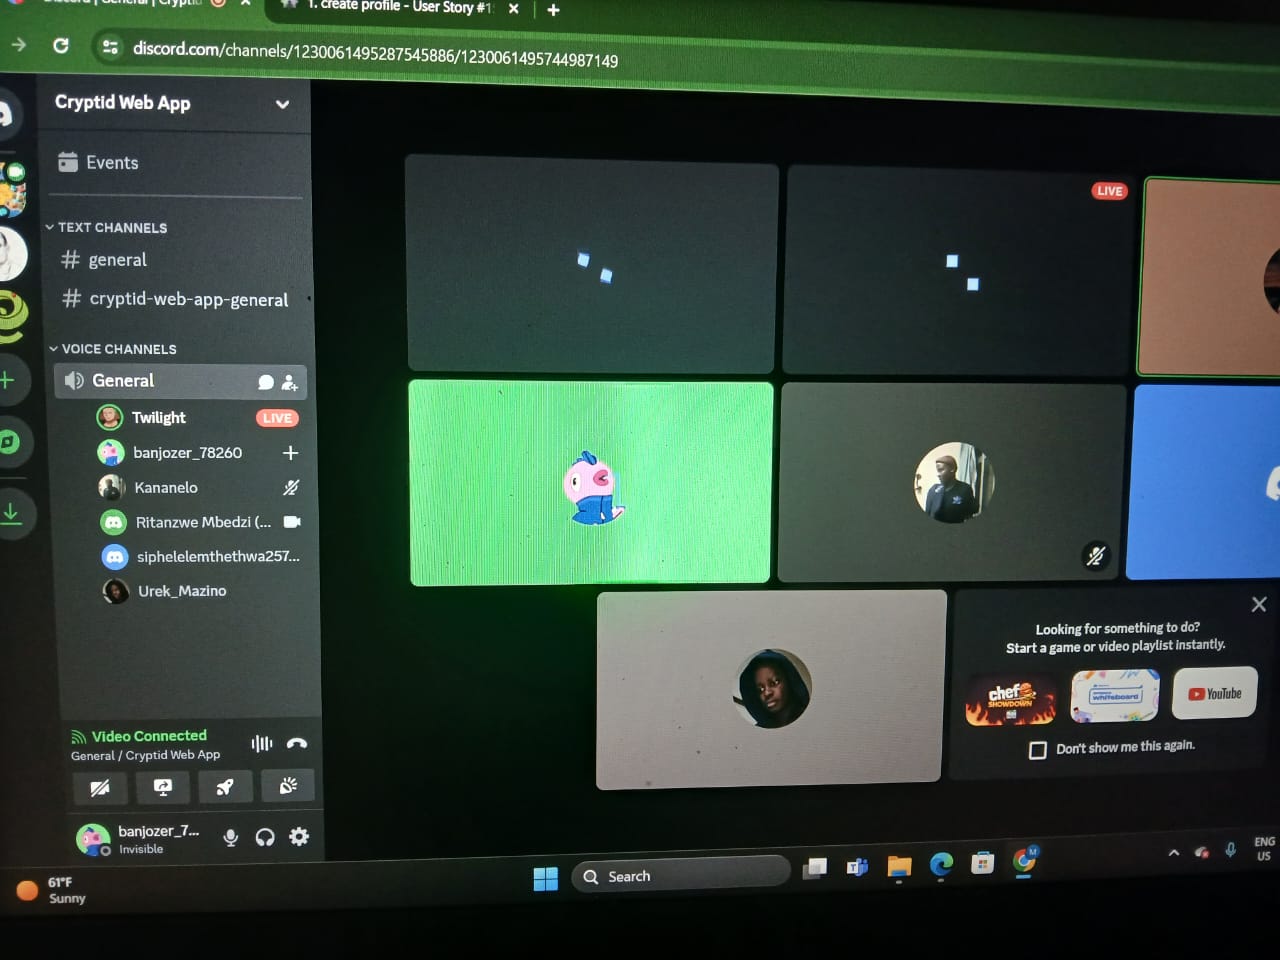 Discord | General | Crypti
1. create profile - User Story #1
discord.com/channels/1230061495287545886/1230061495744987149
Cryptid Web App
Events
TEXT CHANNELS
# general
# cryptid-web-app-general
VOICE CHANNELS
General
Twilight LIVE
banjozer_78260
Kananelo
Ritanzwe Mbedzi (...
siphelelemthethwa257...
Urek_Mazino
LIVE
Looking for something to do?
Start a game or video playlist instantly.
chef
SHOWDOWN
whiteboard
YouTube
Don't show me this again.
Video Connected
General / Cryptid Web App
banjozer_7...
Invisible
61°F
Sunny
Search
ENG
US